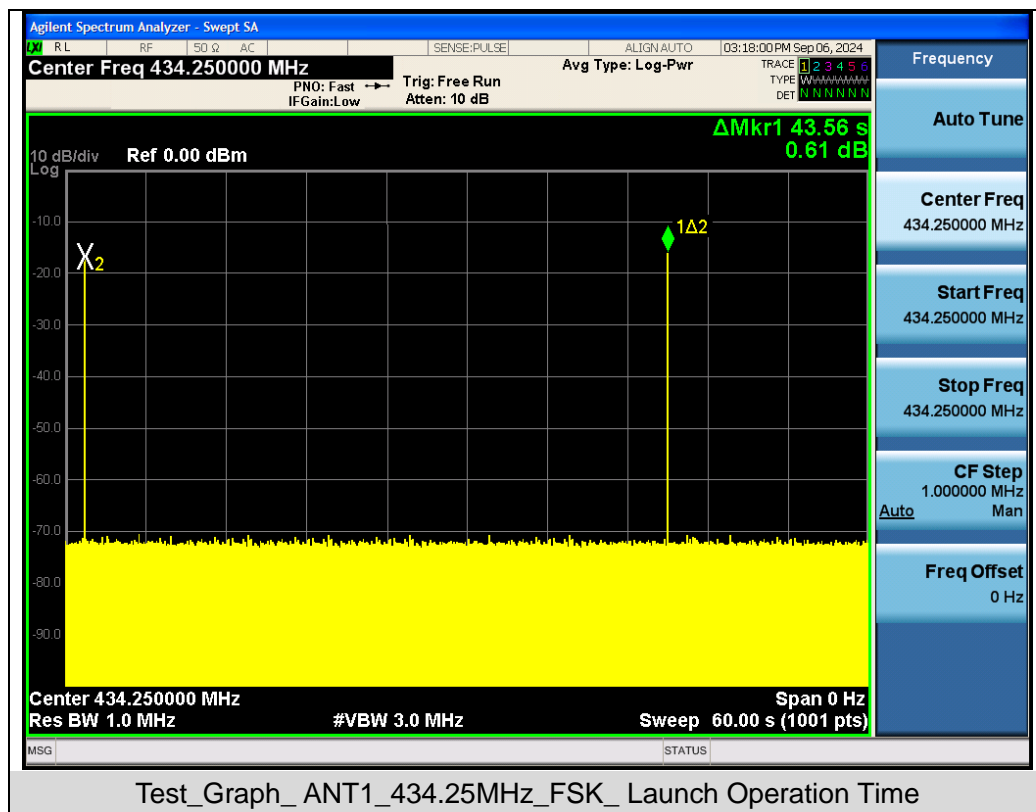 Agilent Spectrum Analyzer - Swept SA
LXI RL RF 50 Ω AC SENSE:PULSE ALIGN AUTO 03:18:00 PM Sep 06, 2024
Center Freq 434.250000 MHz
PNO: Fast
IFGain:Low
Trig: Free Run
Atten: 10 dB
Avg Type: Log-Pwr
TRACE 1 2 3 4 5 6
TYPE WWWWWW
DET N N N N N N
ΔMkr1 43.56 s
0.61 dB
10 dB/div Ref 0.00 dBm
Log
-10.0
-20.0
-30.0
-40.0
-50.0
-60.0
-70.0
-80.0
-90.0
X2
1Δ2
Center 434.250000 MHz Span 0 Hz
Res BW 1.0 MHz #VBW 3.0 MHz Sweep 60.00 s (1001 pts)
MSG STATUS
Frequency
Auto Tune
Center Freq
434.250000 MHz
Start Freq
434.250000 MHz
Stop Freq
434.250000 MHz
CF Step
1.000000 MHz
Auto Man
Freq Offset
0 Hz
Test_Graph_ ANT1_434.25MHz_FSK_ Launch Operation Time